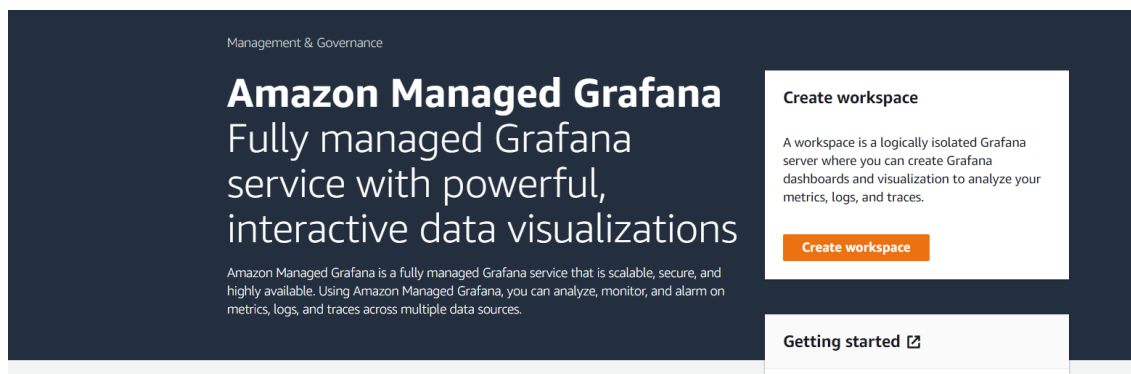 Management & Governance
Amazon Managed Grafana
Fully managed Grafana
service with powerful,
interactive data visualizations
Amazon Managed Grafana is a fully managed Grafana service that is scalable, secure, and
highly available. Using Amazon Managed Grafana, you can analyze, monitor, and alarm on
metrics, logs, and traces across multiple data sources.
Create workspace
A workspace is a logically isolated Grafana
server where you can create Grafana
dashboards and visualization to analyze your
metrics, logs, and traces.
Create workspace
Getting started